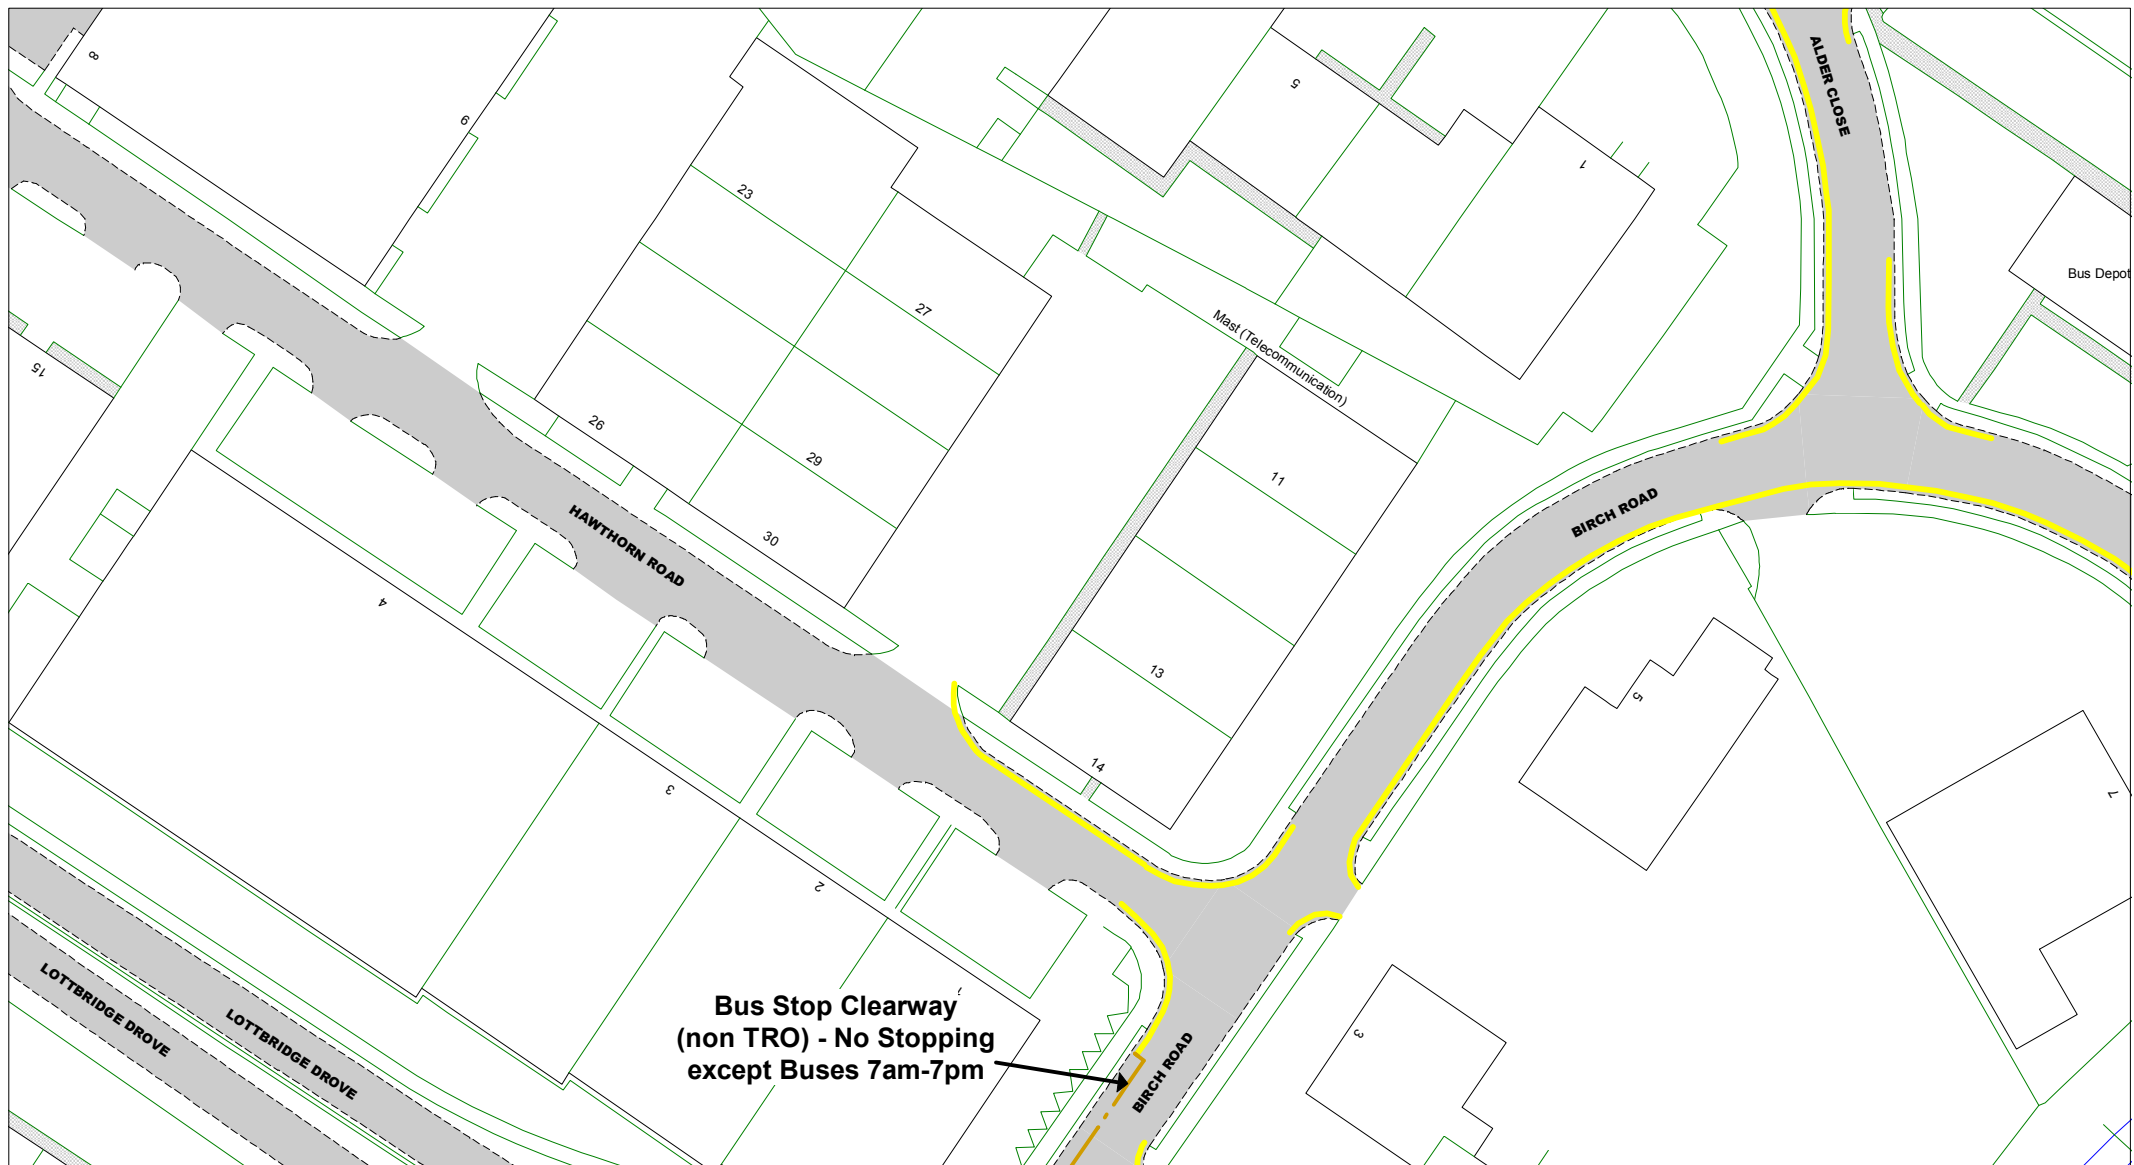 8
6
5
1
ALDER CLOSE
23
27
Bus Depot
Mast (Telecommunication)
15
26
29
30
11
HAWTHORN ROAD
BIRCH ROAD
4
13
14
5
7
3
2
1
Bus Stop Clearway
(non TRO) - No Stopping
except Buses 7am-7pm
LOTTBRIDGE DROVE
LOTTBRIDGE DROVE
BIRCH ROAD
3